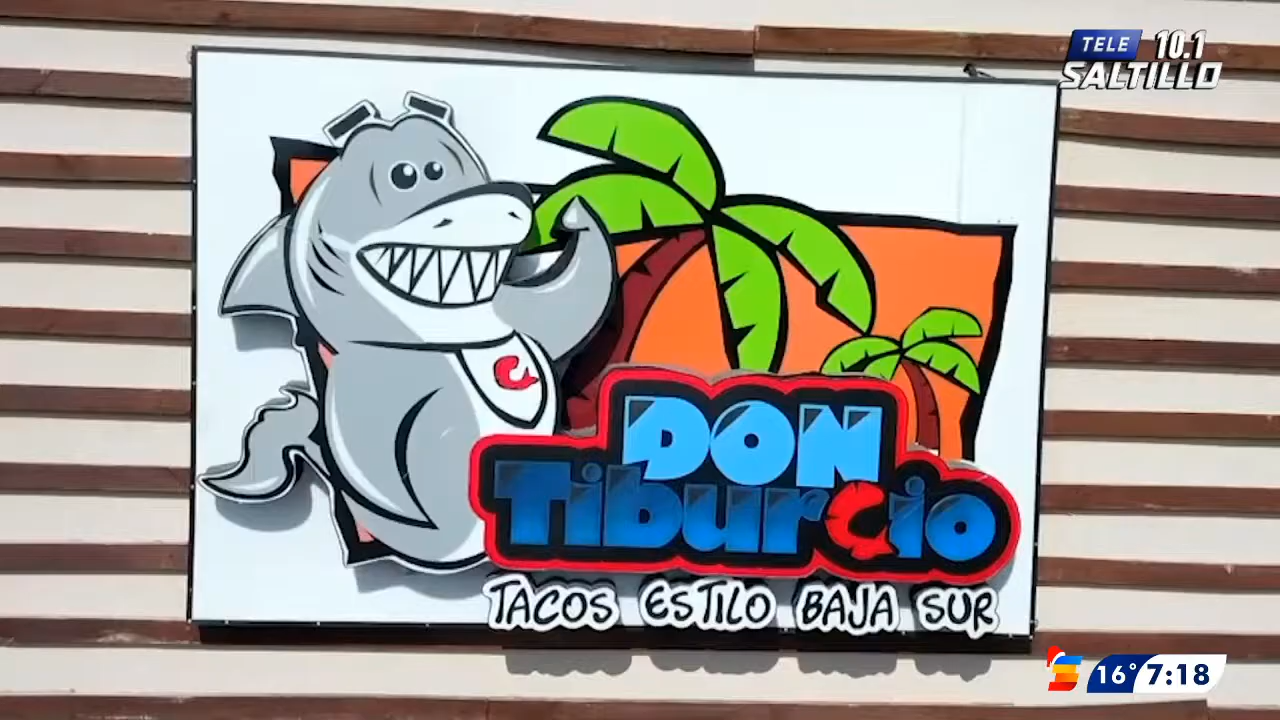 TELE 10.1
SALTILLO
DON
Tiburcio
TACOS ESTILO BAJA SUR
16° 7:18